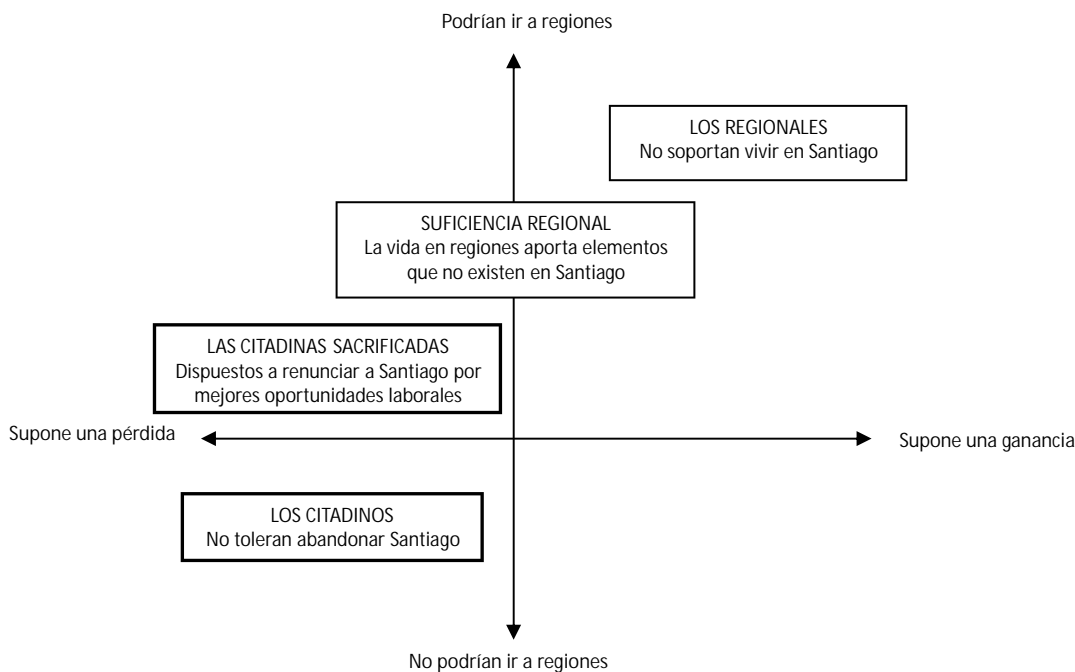 Podrían ir a regiones
LOS REGIONALES
No soportan vivir en Santiago
SUFICIENCIA REGIONAL
La vida en regiones aporta elementos
que no existen en Santiago
LAS CITADINAS SACRIFICADAS
Dispuestos a renunciar a Santiago por
mejores oportunidades laborales
Supone una pérdida
Supone una ganancia
LOS CITADINOS
No toleran abandonar Santiago
No podrían ir a regiones